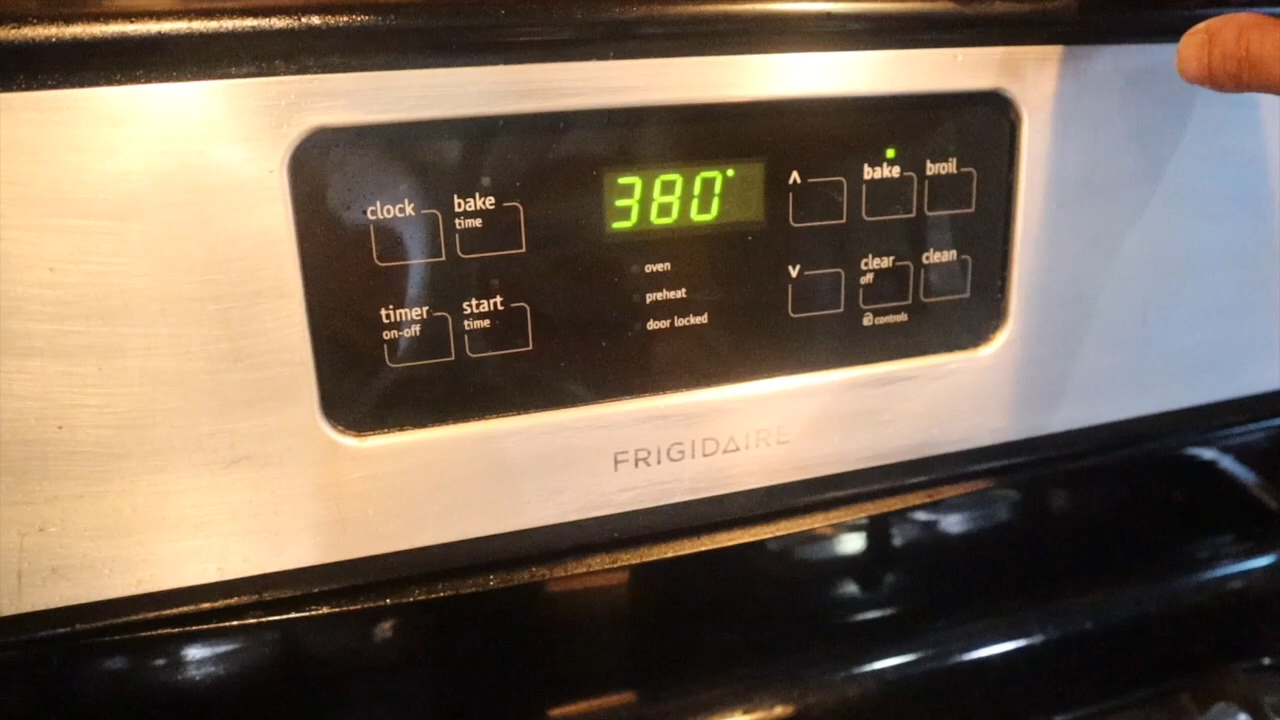 clock
bake
time
timer
on-off
start
time
380°
oven
preheat
door locked
^
bake
broil
v
clear
off
clean
controls
FRIGIDAIRE